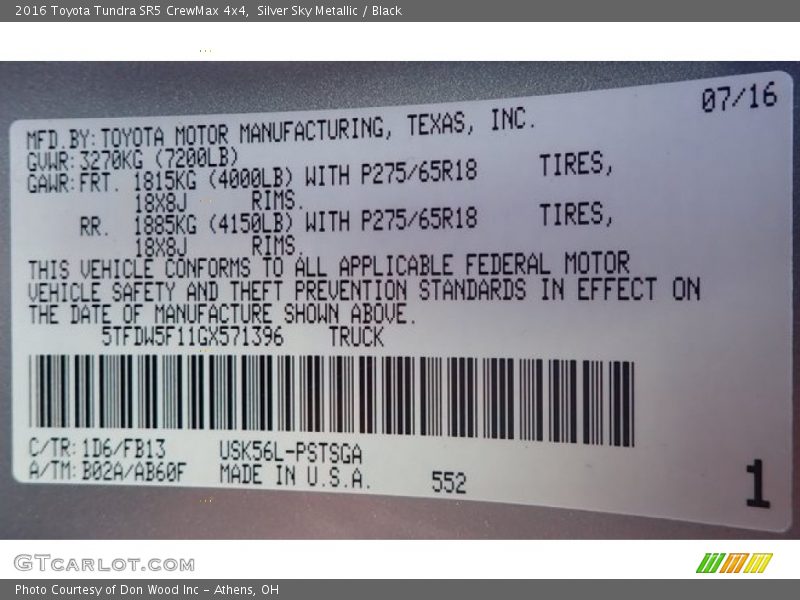 2016 Toyota Tundra SR5 CrewMax 4x4,  Silver Sky Metallic / Black
07/16
MFD.BY:TOYOTA MOTOR MANUFACTURING, TEXAS, INC.
GVWR:3270KG (7200LB)
GAWR:FRT. 1815KG (4000LB) WITH P275/65R18 TIRES,
18X8J RIMS.
RR. 1885KG (4150LB) WITH P275/65R18 TIRES,
18X8J RIMS.
THIS VEHICLE CONFORMS TO ALL APPLICABLE FEDERAL MOTOR
VEHICLE SAFETY AND THEFT PREVENTION STANDARDS IN EFFECT ON
THE DATE OF MANUFACTURE SHOWN ABOVE.
5TFDW5F11GX571396 TRUCK
C/TR:1D6/FB13 USK56L-PSTSGA
A/TM:B02A/AB60F MADE IN U.S.A. 552
1
GTCARLOT.COM
Photo Courtesy of Don Wood Inc - Athens, OH